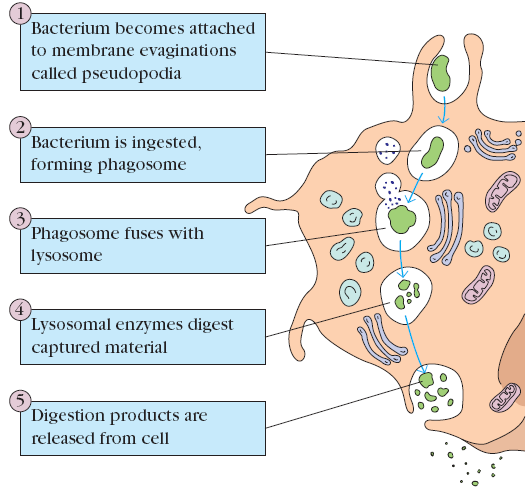 1
Bacterium becomes attached
to membrane evaginations
called pseudopodia
2
Bacterium is ingested,
forming phagosome
3
Phagosome fuses with
lysosome
4
Lysosomal enzymes digest
captured material
5
Digestion products are
released from cell